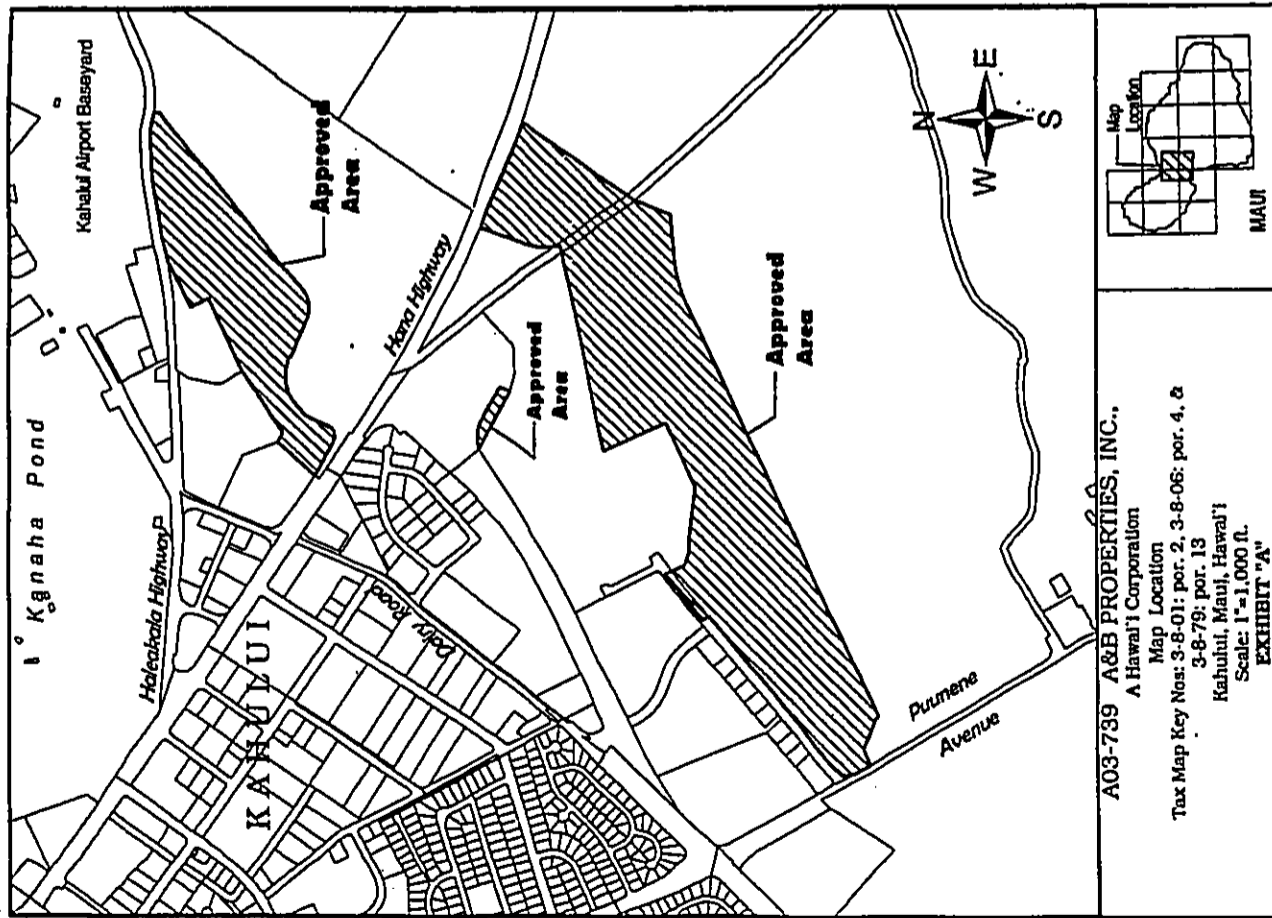 Kanaha Pond
Kahului Airport Baseyard
Haleakala Highway
Approved
Area
KAHULUI
Hana Highway
Dairy Road
Approved
Area
Approved
Area
Puunene
Avenue
N
W
E
S
A03-739 A&B PROPERTIES, INC.,
A Hawai'i Corporation
Map Location
Tax Map Key Nos: 3-8-01: por. 2, 3-8-06: por. 4, &
3-8-79: por. 13
Kahului, Maui, Hawai'i
Scale: 1"=1,000 ft.
EXHIBIT "A"
Map
Location
MAUI